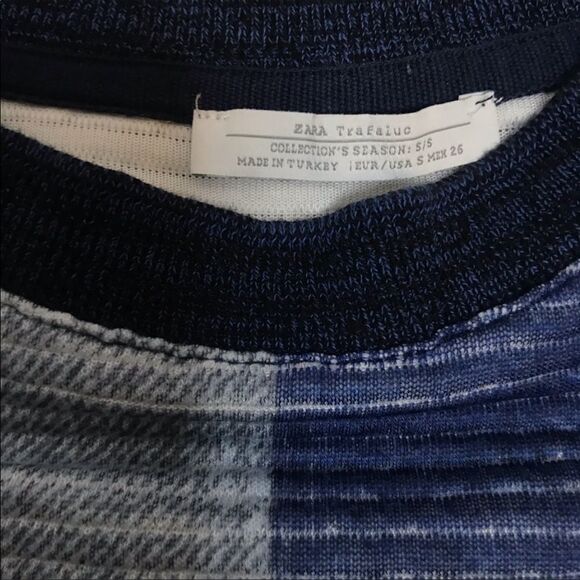 ZARA Trafaluc
COLLECTION'S SEASON: S/S
MADE IN TURKEY | EUR/USA S MEX 26